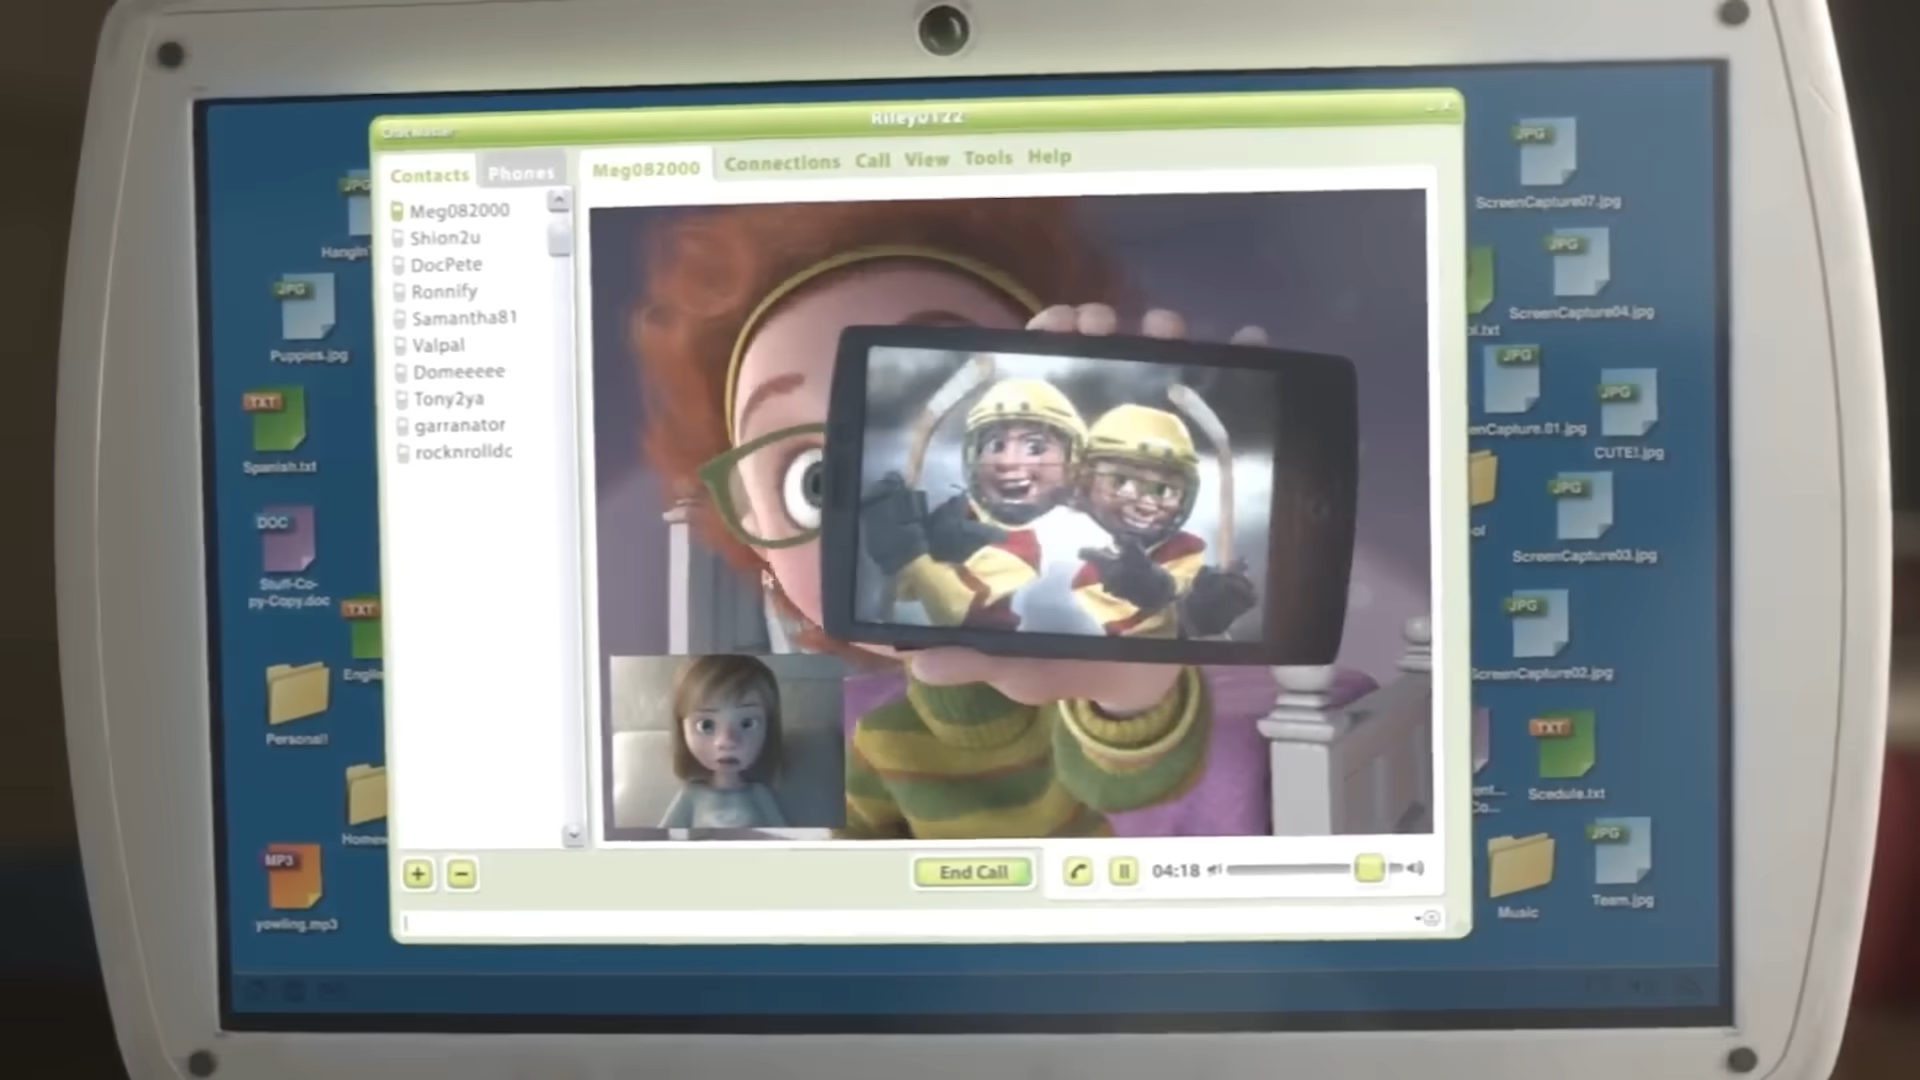 Riley0122
Contacts
Phones
Meg082000
Connections Call View Tools Help
Meg082000
Shion2u
DocPete
Ronnify
Samantha81
Valpal
Domeeeee
Tony2ya
garranator
rocknrolldc
End Call
04:18
JPG
JPG
Puppies.jpg
TXT
Spanish.txt
DOC
Stuff-Co-
py-Copy.doc
TXT
Personal!
MP3
yowling.mp3
JPG
ScreenCapture07.jpg
JPG
ScreenCapture04.jpg
JPG
JPG
CUTE!.jpg
JPG
ScreenCapture03.jpg
JPG
ScreenCapture02.jpg
TXT
Scedule.txt
Music
JPG
Team.jpg